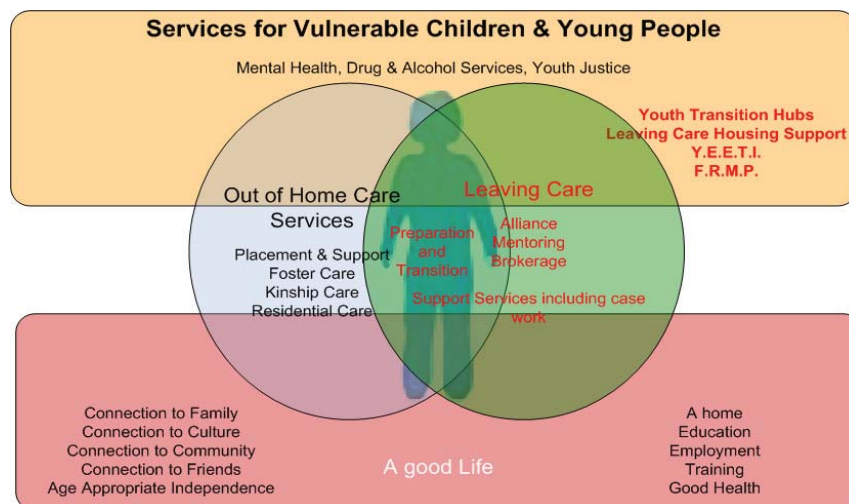 Services for Vulnerable Children & Young People
Mental Health, Drug & Alcohol Services, Youth Justice
Youth Transition Hubs
Leaving Care Housing Support
Y.E.E.T.I.
F.R.M.P.
Out of Home Care
Services
Placement & Support
Foster Care
Kinship Care
Residential Care
Preparation
and
Transition
Leaving Care
Alliance
Mentoring
Brokerage
Support Services including case
work
Connection to Family
Connection to Culture
Connection to Community
Connection to Friends
Age Appropriate Independence
A good Life
A home
Education
Employment
Training
Good Health